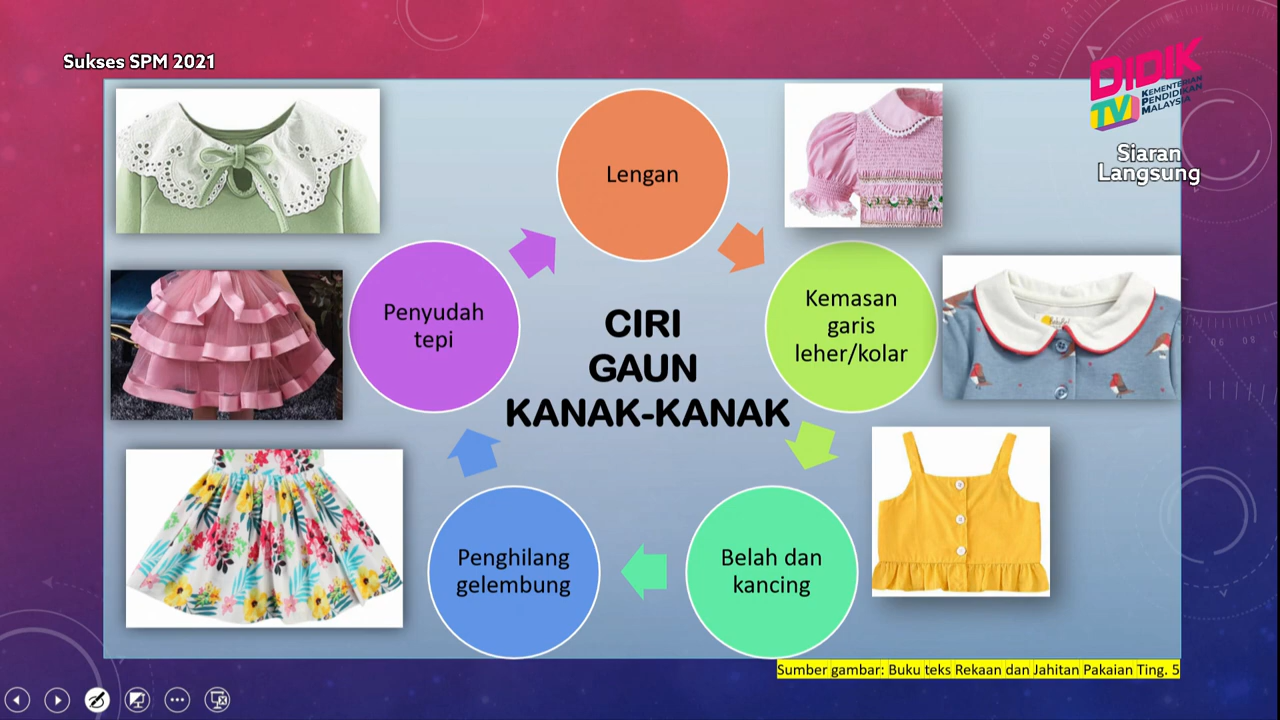 Sukses SPM 2021
DIDIK
TV
KEMENTERIAN
PENDIDIKAN
MALAYSIA
Siaran
Langsung
Lengan
Kemasan
garis
leher/kolar
Belah dan
kancing
Penghilang
gelembung
Penyudah
tepi
CIRI
GAUN
KANAK-KANAK
Sumber gambar: Buku teks Rekaan dan Jahitan Pakaian Ting. 5